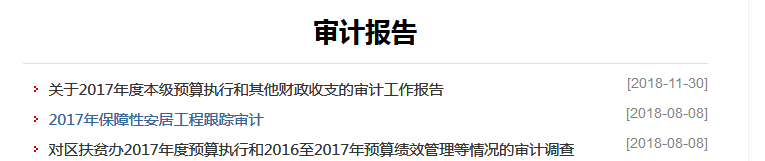 审计报告
关于2017年度本级预算执行和其他财政收支的审计工作报告 [2018-11-30]
2017年保障性安居工程跟踪审计 [2018-08-08]
对区扶贫办2017年度预算执行和2016至2017年预算绩效管理等情况的审计调查 [2018-08-08]